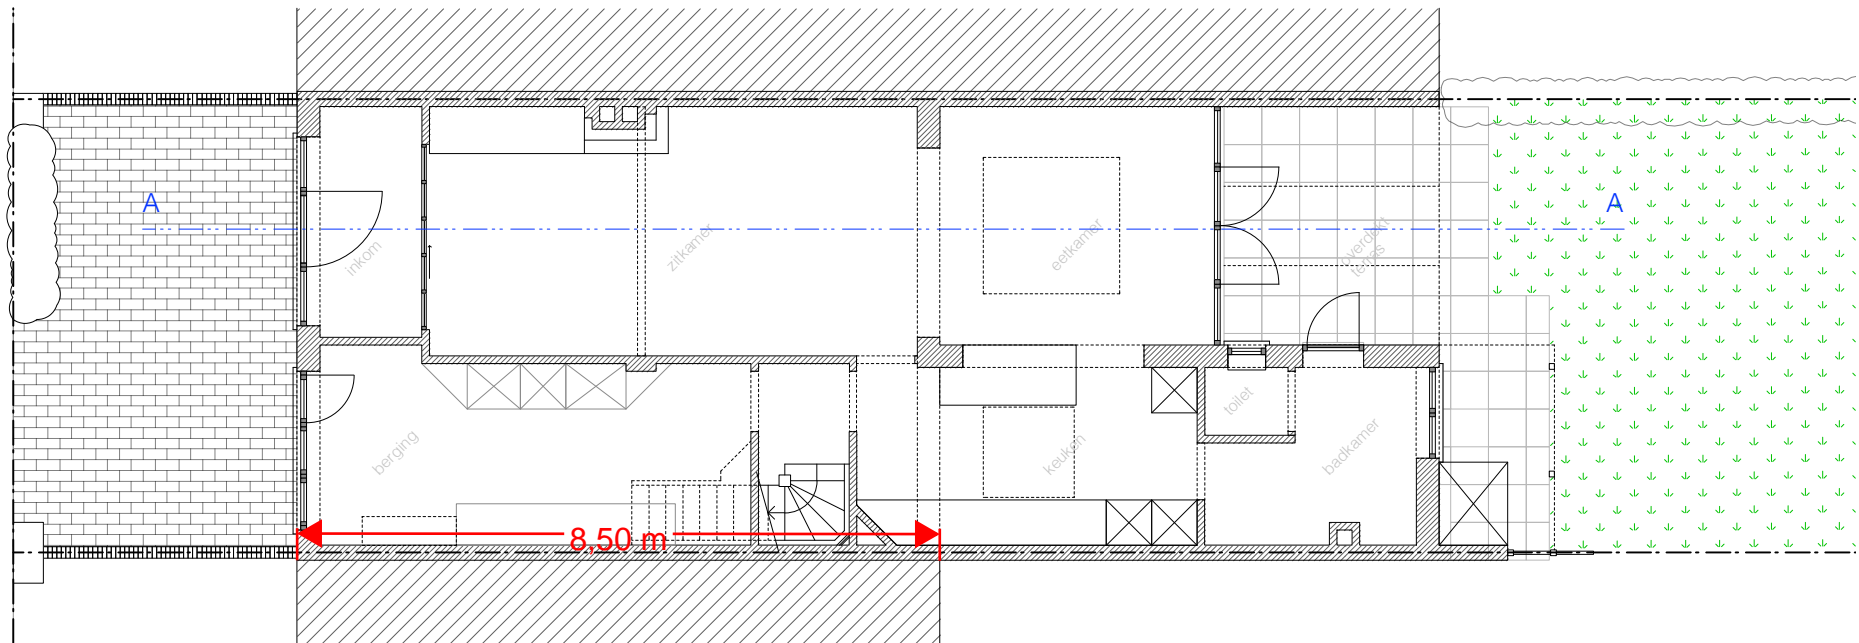 A
A
inkom
zitkamer
eetkamer
overdekt
terras
toilet
berging
keuken
badkamer
8,50 m